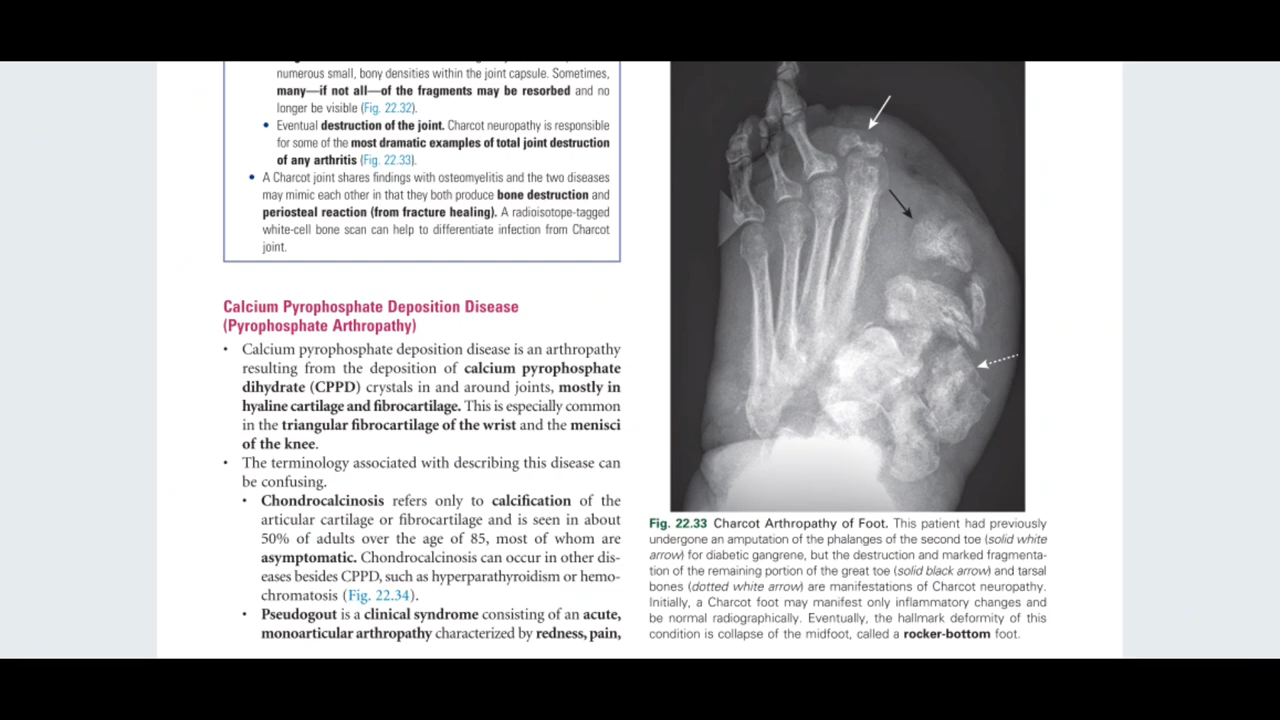 numerous small, bony densities within the joint capsule. Sometimes,
many—if not all—of the fragments may be resorbed and no
longer be visible (Fig. 22.32).
• Eventual destruction of the joint. Charcot neuropathy is responsible
for some of the most dramatic examples of total joint destruction
of any arthritis (Fig. 22.33).
• A Charcot joint shares findings with osteomyelitis and the two diseases
may mimic each other in that they both produce bone destruction and
periosteal reaction (from fracture healing). A radioisotope-tagged
white-cell bone scan can help to differentiate infection from Charcot
joint.
Calcium Pyrophosphate Deposition Disease
(Pyrophosphate Arthropathy)
• Calcium pyrophosphate deposition disease is an arthropathy
resulting from the deposition of calcium pyrophosphate
dihydrate (CPPD) crystals in and around joints, mostly in
hyaline cartilage and fibrocartilage. This is especially common
in the triangular fibrocartilage of the wrist and the menisci
of the knee.
• The terminology associated with describing this disease can
be confusing.
• Chondrocalcinosis refers only to calcification of the
articular cartilage or fibrocartilage and is seen in about
50% of adults over the age of 85, most of whom are
asymptomatic. Chondrocalcinosis can occur in other dis-
eases besides CPPD, such as hyperparathyroidism or hemo-
chromatosis (Fig. 22.34).
• Pseudogout is a clinical syndrome consisting of an acute,
monoarticular arthropathy characterized by redness, pain,
Fig. 22.33 Charcot Arthropathy of Foot. This patient had previously
undergone an amputation of the phalanges of the second toe (solid white
arrow) for diabetic gangrene, but the destruction and marked fragmenta-
tion of the remaining portion of the great toe (solid black arrow) and tarsal
bones (dotted white arrow) are manifestations of Charcot neuropathy.
Initially, a Charcot foot may manifest only inflammatory changes and
be normal radiographically. Eventually, the hallmark deformity of this
condition is collapse of the midfoot, called a rocker-bottom foot.